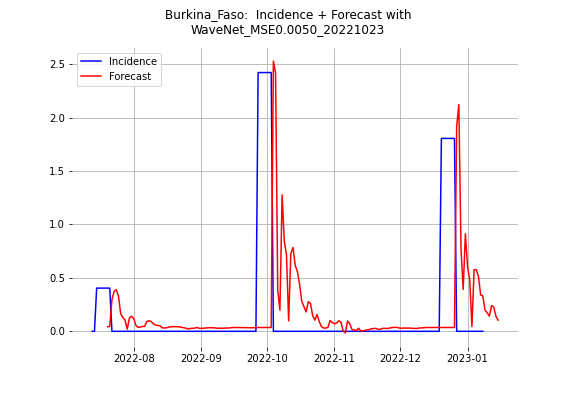 Burkina_Faso:  Incidence + Forecast with
WaveNet_MSE0.0050_20221023
Incidence
Forecast
2.5
2.0
1.5
1.0
0.5
0.0
2022-08 2022-09 2022-10 2022-11 2022-12 2023-01